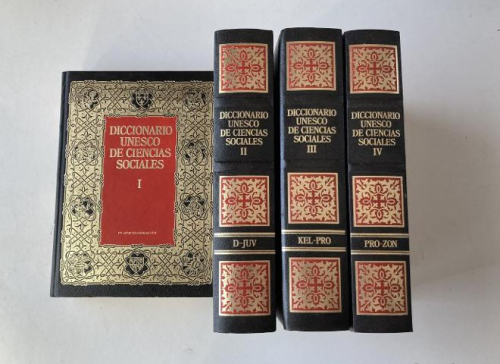 DICCIONARIO
UNESCO
DE CIENCIAS
SOCIALES
I
DICCIONARIO
UNESCO
DE CIENCIAS
SOCIALES
II
D-JUV
DICCIONARIO
UNESCO
DE CIENCIAS
SOCIALES
III
KEL-PRO
DICCIONARIO
UNESCO
DE CIENCIAS
SOCIALES
IV
PRO-ZON